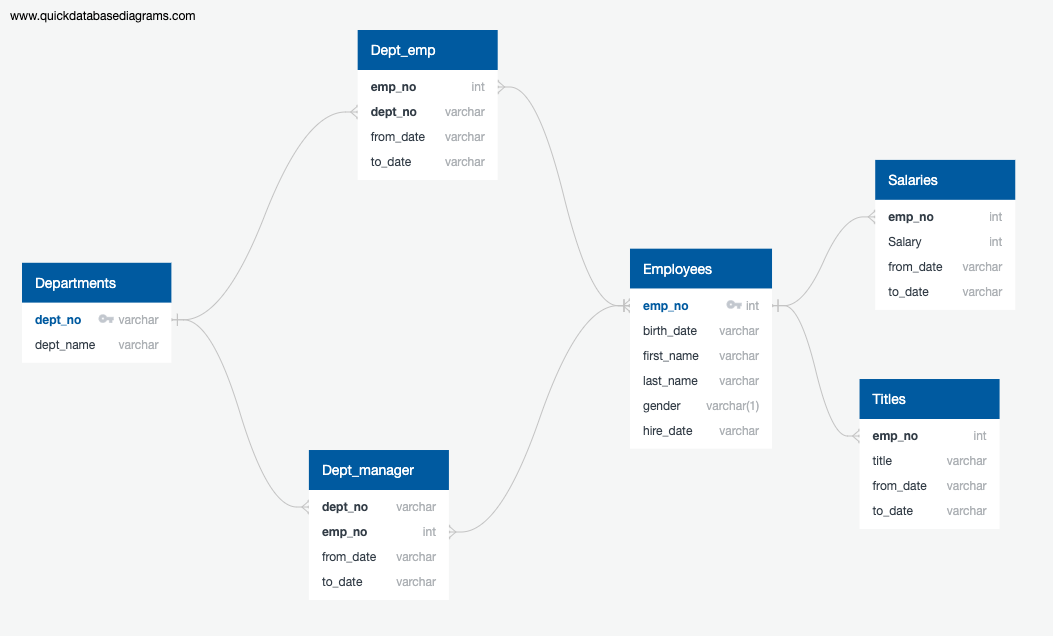 www.quickdatabasediagrams.com
Dept_emp
emp_no int
dept_no varchar
from_date varchar
to_date varchar
Salaries
emp_no int
Salary int
from_date varchar
to_date varchar
Departments
dept_no varchar
dept_name varchar
Employees
emp_no int
birth_date varchar
first_name varchar
last_name varchar
gender varchar(1)
hire_date varchar
Titles
emp_no int
title varchar
from_date varchar
to_date varchar
Dept_manager
dept_no varchar
emp_no int
from_date varchar
to_date varchar